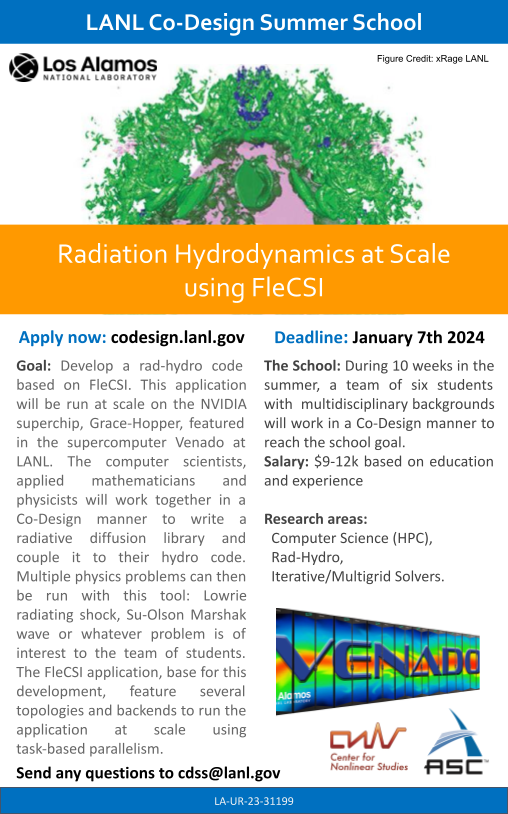 LANL Co-Design Summer School
Los Alamos
NATIONAL LABORATORY
Figure Credit: xRage LANL
Radiation Hydrodynamics at Scale
using FleCSI
Apply now: codesign.lanl.gov
Goal: Develop a rad-hydro code
based on FleCSI. This application
will be run at scale on the NVIDIA
superchip, Grace-Hopper, featured
in the supercomputer Venado at
LANL. The computer scientists,
applied mathematicians and
physicists will work together in a
Co-Design manner to write a
radiative diffusion library and
couple it to their hydro code.
Multiple physics problems can then
be run with this tool: Lowrie
radiating shock, Su-Olson Marshak
wave or whatever problem is of
interest to the team of students.
The FleCSI application, base for this
development, feature several
topologies and backends to run the
application at scale using
task-based parallelism.
Deadline: January 7th 2024
The School: During 10 weeks in the
summer, a team of six students
with multidisciplinary backgrounds
will work in a Co-Design manner to
reach the school goal.
Salary: $9-12k based on education
and experience
Research areas:
Computer Science (HPC),
Rad-Hydro,
Iterative/Multigrid Solvers.
VENADO
Alamos
CNLS
Center for
Nonlinear Studies
ASC™
Send any questions to cdss@lanl.gov
LA-UR-23-31199